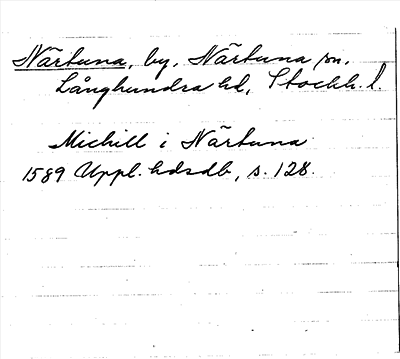 Närtuna, by, Närtuna sn,
Långhundra hd, Stockh. l.
Michill i Närtuna
1589 Uppl. hdsdb, s. 128.